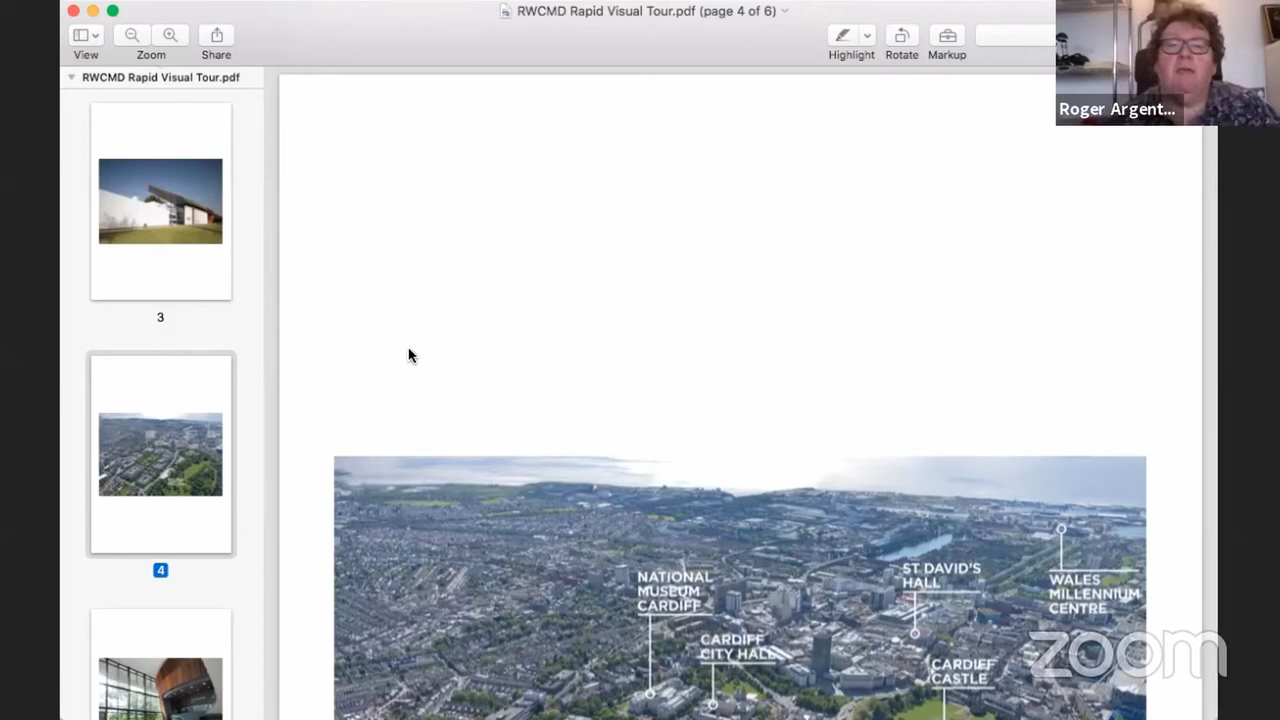 RWCMD Rapid Visual Tour.pdf (page 4 of 6)
View
Zoom
Share
Highlight
Rotate
Markup
Roger Argent...
RWCMD Rapid Visual Tour.pdf
3
4
NATIONAL
MUSEUM
CARDIFF
CARDIFF
CITY HALL
ST DAVID'S
HALL
CARDIFF
CASTLE
WALES
MILLENNIUM
CENTRE
zoom